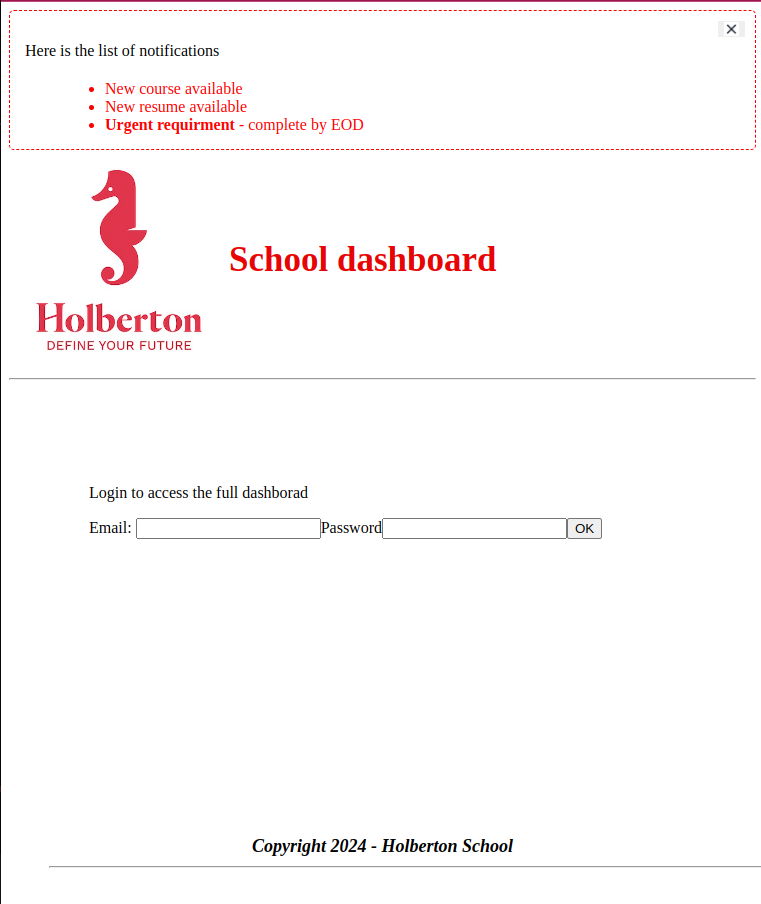 Here is the list of notifications
New course available
New resume available
Urgent requirment - complete by EOD
School dashboard
Holberton
DEFINE YOUR FUTURE
Login to access the full dashborad
Email: Password OK
Copyright 2024 - Holberton School